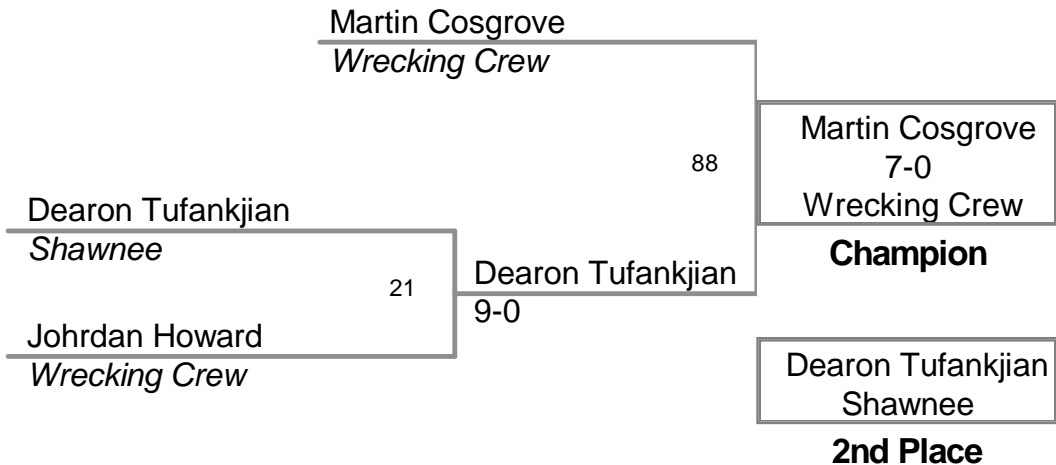 Martin Cosgrove
Wrecking Crew
88
Martin Cosgrove
7-0
Wrecking Crew
Champion
Dearon Tufankjian
Shawnee
21
Dearon Tufankjian
9-0
Johrdan Howard
Wrecking Crew
Dearon Tufankjian
Shawnee
2nd Place